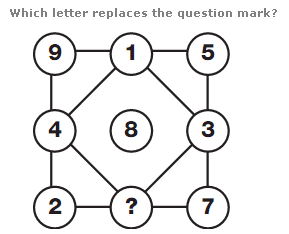 Which letter replaces the question mark?
9 1 5
4 8 3
2 ? 7